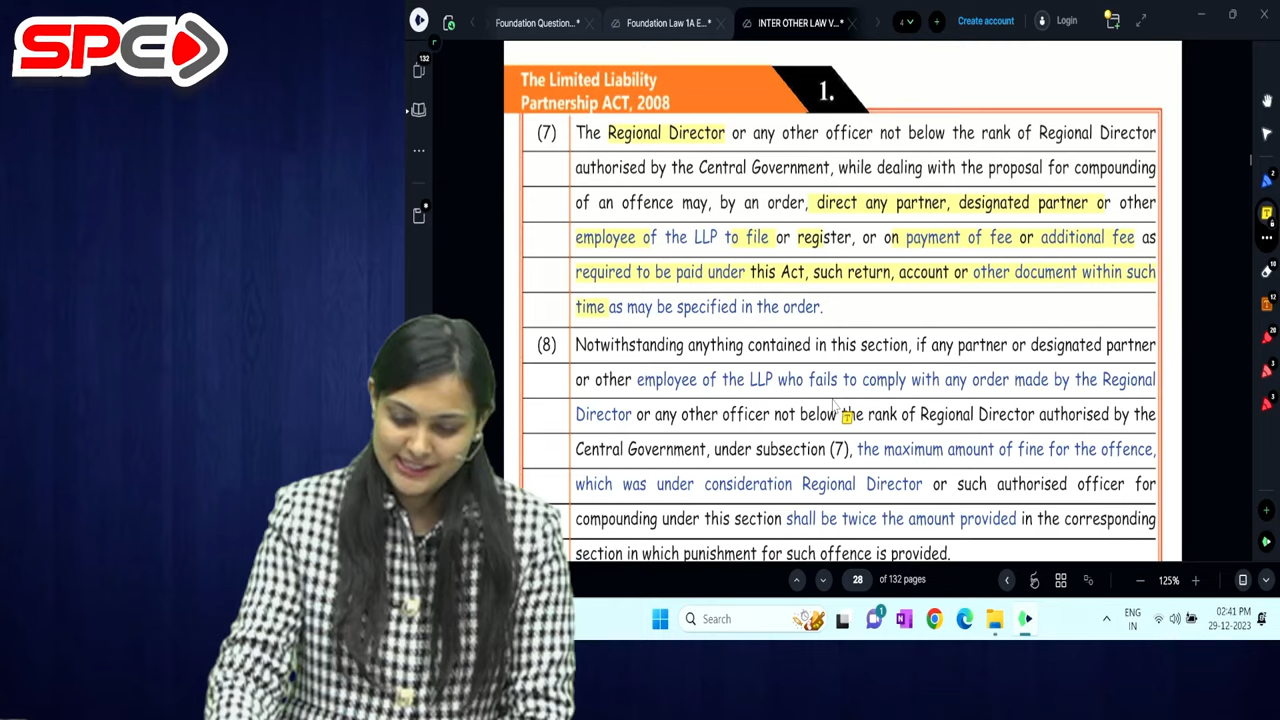 SPC
Foundation Question...*
Foundation Law 1A E...*
INTER OTHER LAW V...*
4
Create account
Login
132
The Limited Liability
Partnership ACT, 2008
1.
(7) The Regional Director or any other officer not below the rank of Regional Director
authorised by the Central Government, while dealing with the proposal for compounding
of an offence may, by an order, direct any partner, designated partner or other
employee of the LLP to file or register, or on payment of fee or additional fee as
required to be paid under this Act, such return, account or other document within such
time as may be specified in the order.
(8) Notwithstanding anything contained in this section, if any partner or designated partner
or other employee of the LLP who fails to comply with any order made by the Regional
Director or any other officer not below the rank of Regional Director authorised by the
Central Government, under subsection (7), the maximum amount of fine for the offence,
which was under consideration Regional Director or such authorised officer for
compounding under this section shall be twice the amount provided in the corresponding
section in which punishment for such offence is provided.
28 of 132 pages
125%
Search
1
ENG
IN
02:41 PM
29-12-2023